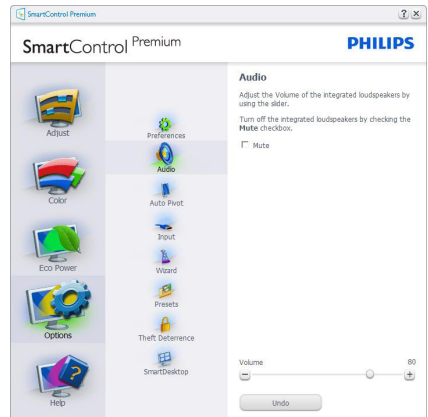 SmartControl Premium
SmartControl Premium
PHILIPS
Adjust
Color
Eco Power
Options
Help
Preferences
Audio
Auto Pivot
Input
Wizard
Presets
Theft Deterrence
SmartDesktop
Audio
Adjust the Volume of the integrated loudspeakers by
using the slider.
Turn off the integrated loudspeakers by checking the
Mute checkbox.
Mute
Volume 80
Undo